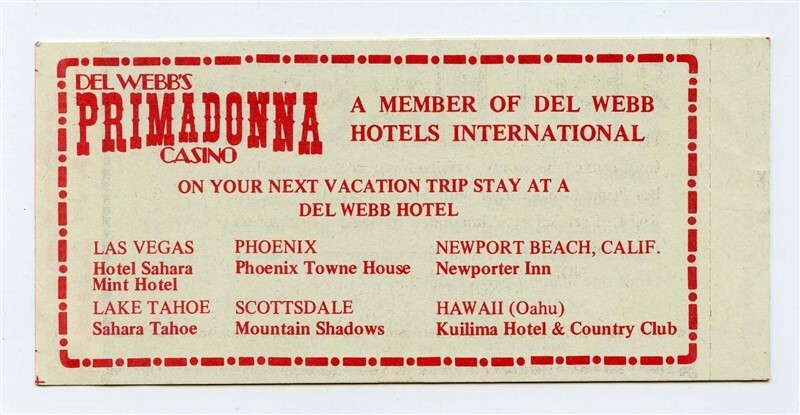 DEL WEBB'S
PRIMADONNA
CASINO
A MEMBER OF DEL WEBB
HOTELS INTERNATIONAL
ON YOUR NEXT VACATION TRIP STAY AT A
DEL WEBB HOTEL
LAS VEGAS
Hotel Sahara
Mint Hotel
LAKE TAHOE
Sahara Tahoe
PHOENIX
Phoenix Towne House
SCOTTSDALE
Mountain Shadows
NEWPORT BEACH, CALIF.
Newporter Inn
HAWAII (Oahu)
Kuilima Hotel & Country Club